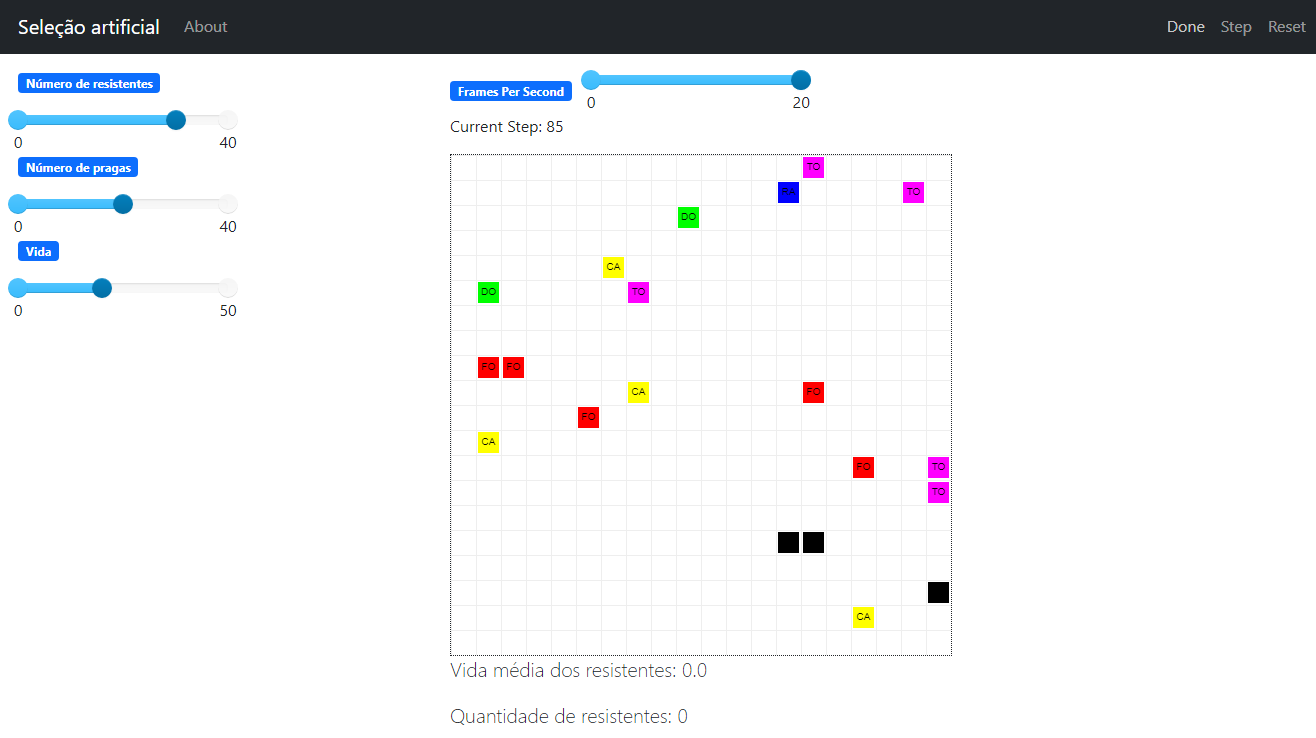 Seleção artificial About Done Step Reset
Número de resistentes
0 40
Número de pragas
0 40
Vida
0 50
Frames Per Second
0 20
Current Step: 85
TO
TO
DO
CA
DO TO
FO FO
CA FO
FO
CA
FO TO
TO
CA
Vida média dos resistentes: 0.0
Quantidade de resistentes: 0